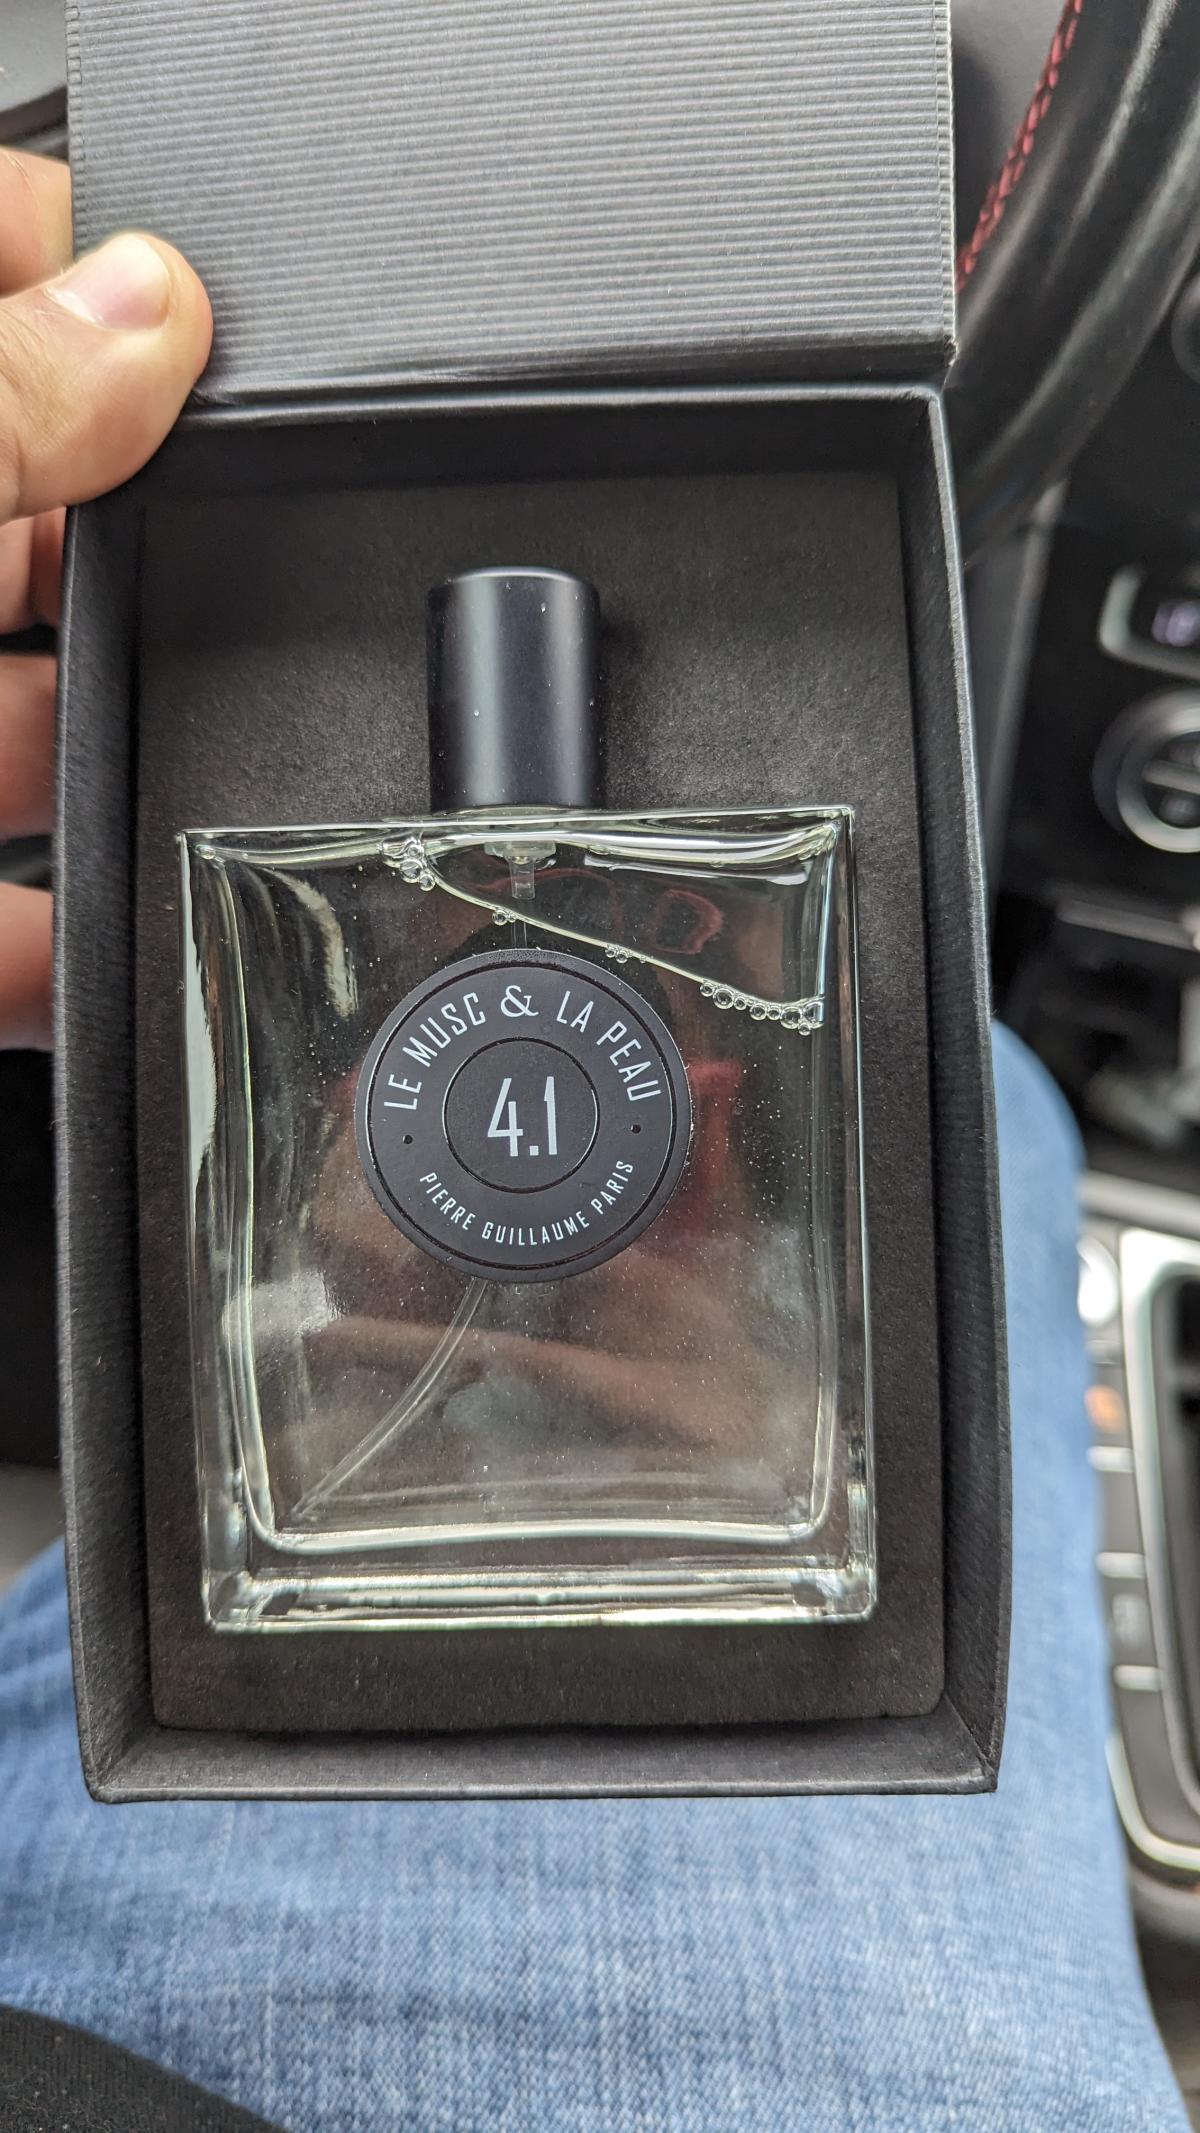 LE MUSC & LA PEAU
4.1
PIERRE GUILLAUME PARIS